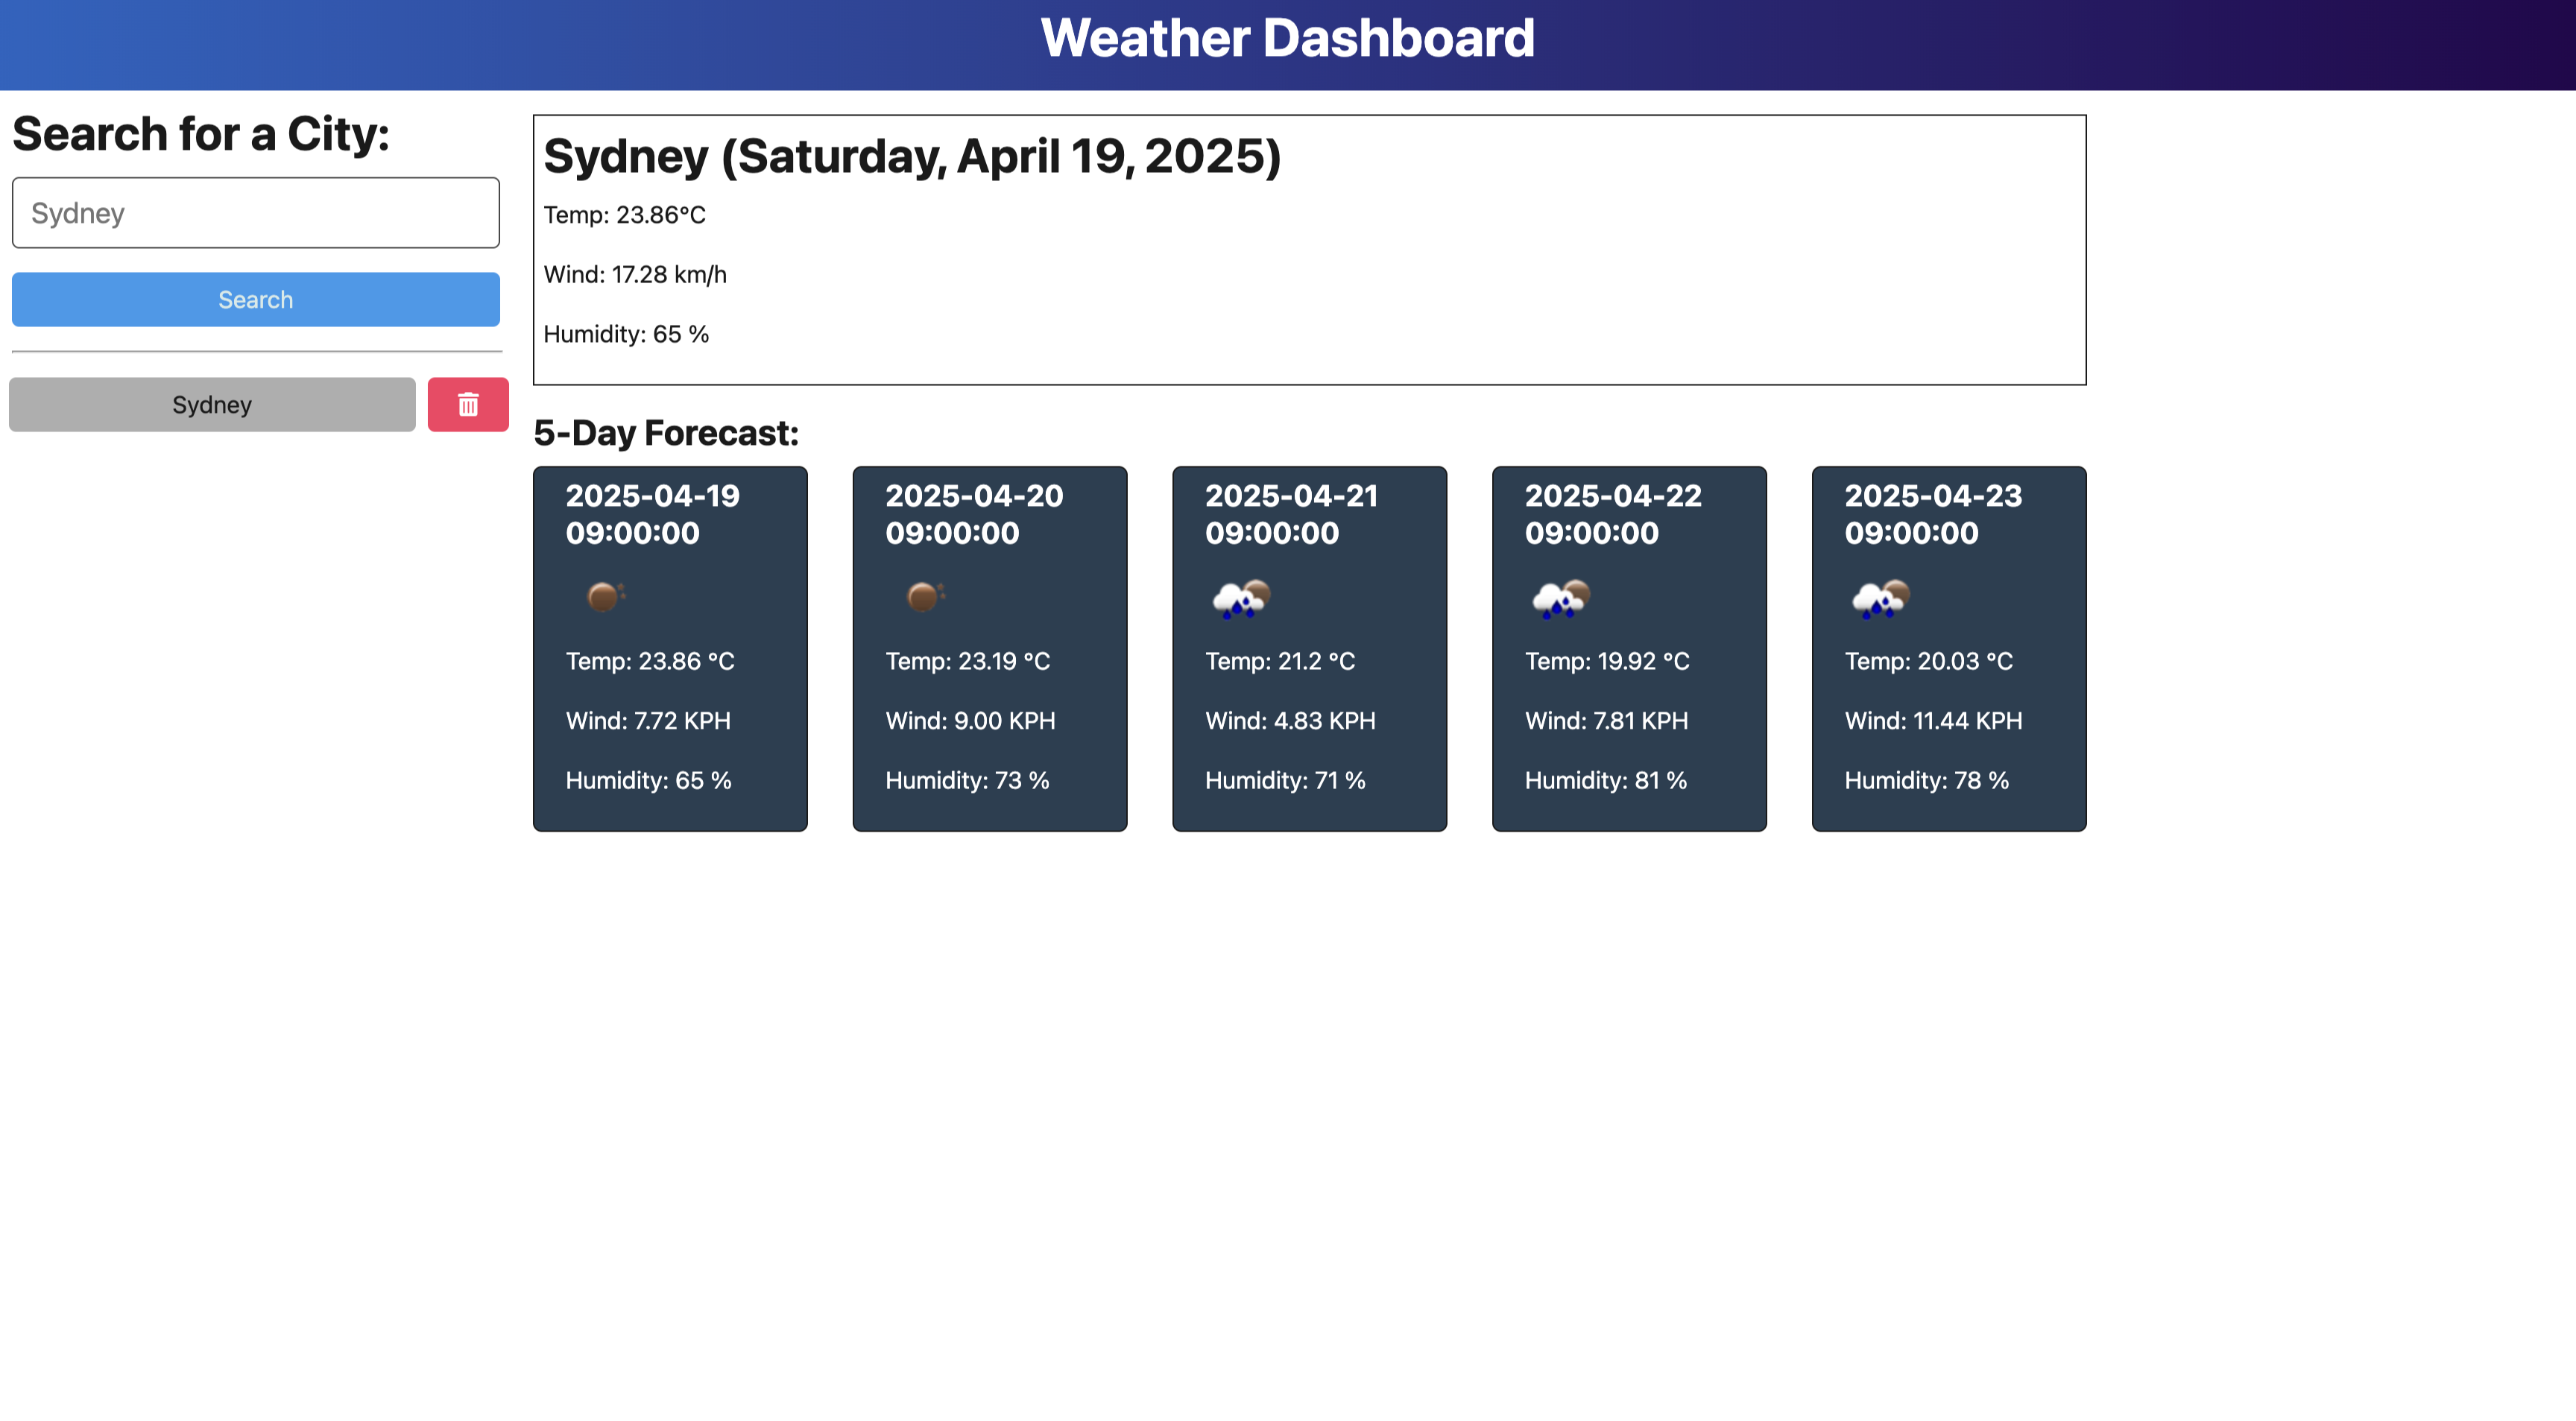 Weather Dashboard
Search for a City:
Sydney
Search
Sydney
Sydney (Saturday, April 19, 2025)
Temp: 23.86°C
Wind: 17.28 km/h
Humidity: 65 %
5-Day Forecast:
2025-04-19
09:00:00
Temp: 23.86 °C
Wind: 7.72 KPH
Humidity: 65 %
2025-04-20
09:00:00
Temp: 23.19 °C
Wind: 9.00 KPH
Humidity: 73 %
2025-04-21
09:00:00
Temp: 21.2 °C
Wind: 4.83 KPH
Humidity: 71 %
2025-04-22
09:00:00
Temp: 19.92 °C
Wind: 7.81 KPH
Humidity: 81 %
2025-04-23
09:00:00
Temp: 20.03 °C
Wind: 11.44 KPH
Humidity: 78 %